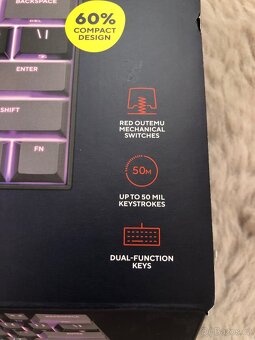 BACKSPACE
60%
COMPACT
DESIGN
DEL
ENTER
SHIFT
FN
RED OUTEMU
MECHANICAL
SWITCHES
50M
UP TO 50 MIL
KEYSTROKES
DUAL-FUNCTION
KEYS